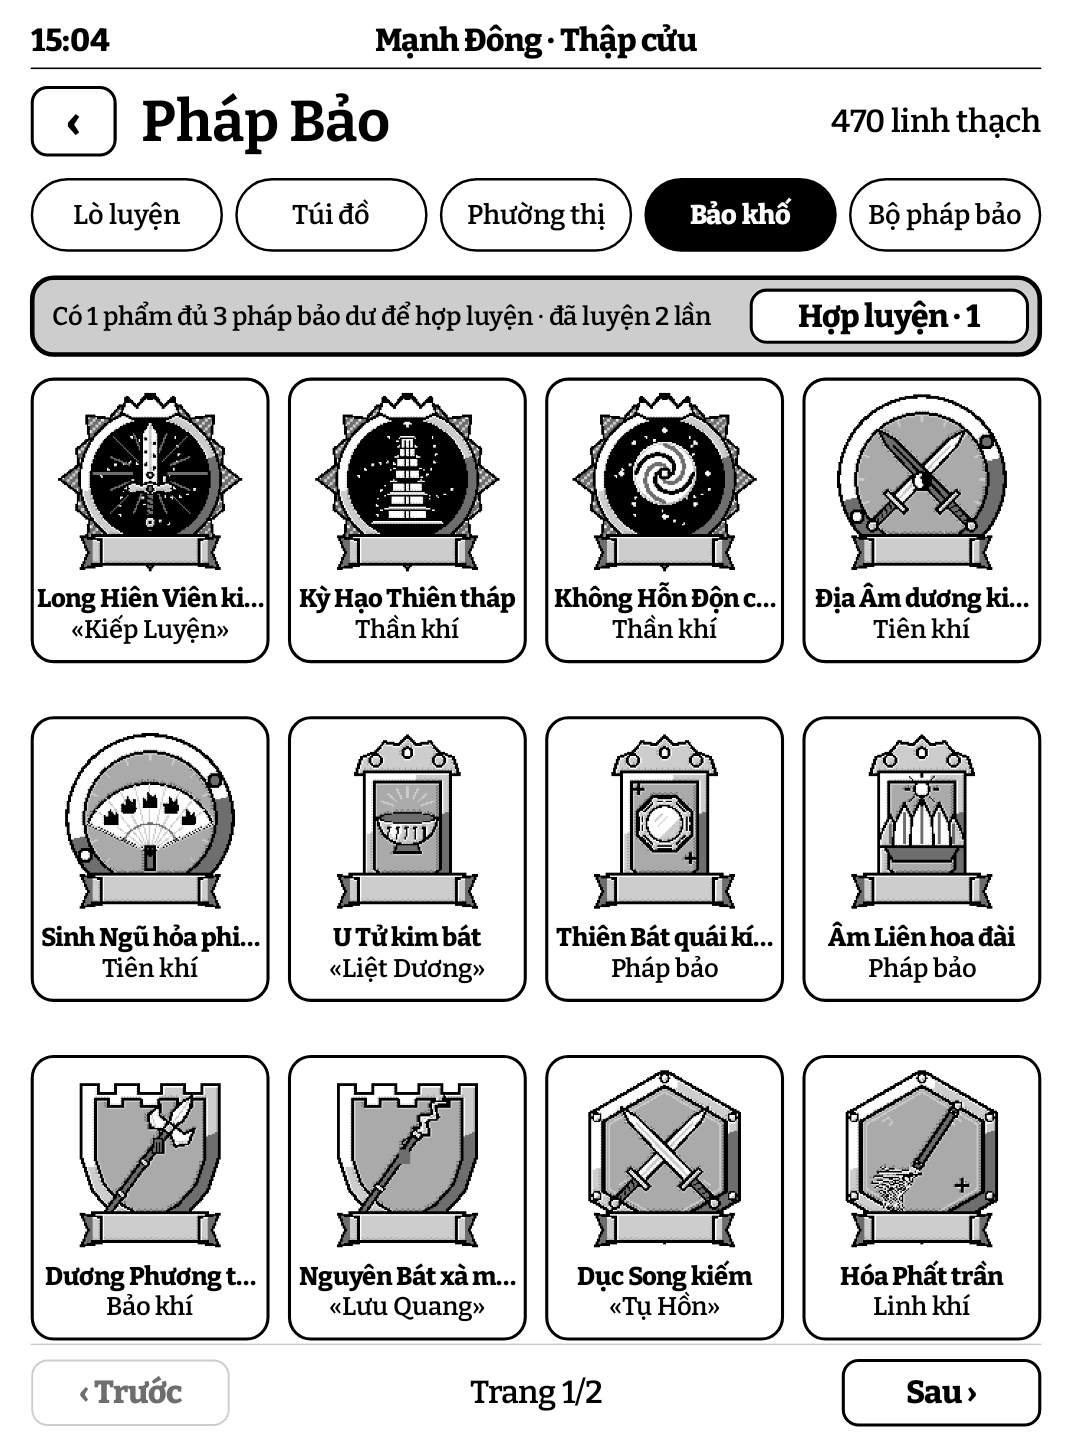 15:04
Mạnh Đông · Thập cửu
‹
Pháp Bảo
470 linh thạch
Lò luyện
Túi đồ
Phường thị
Bảo khố
Bộ pháp bảo
Có 1 phẩm đủ 3 pháp bảo dư để hợp luyện · đã luyện 2 lần
Hợp luyện · 1
Long Hiên Viên ki...
«Kiếp Luyện»
Kỳ Hạo Thiên tháp
Thần khí
Không Hỗn Độn c...
Thần khí
Địa Âm dương ki...
Tiên khí
Sinh Ngũ hỏa phi...
Tiên khí
U Tử kim bát
«Liệt Dương»
Thiên Bát quái kí...
Pháp bảo
Âm Liên hoa đài
Pháp bảo
Dương Phương t...
Bảo khí
Nguyên Bát xà m...
«Lưu Quang»
Dục Song kiếm
«Tụ Hồn»
Hóa Phất trần
Linh khí
‹ Trước
Trang 1/2
Sau ›